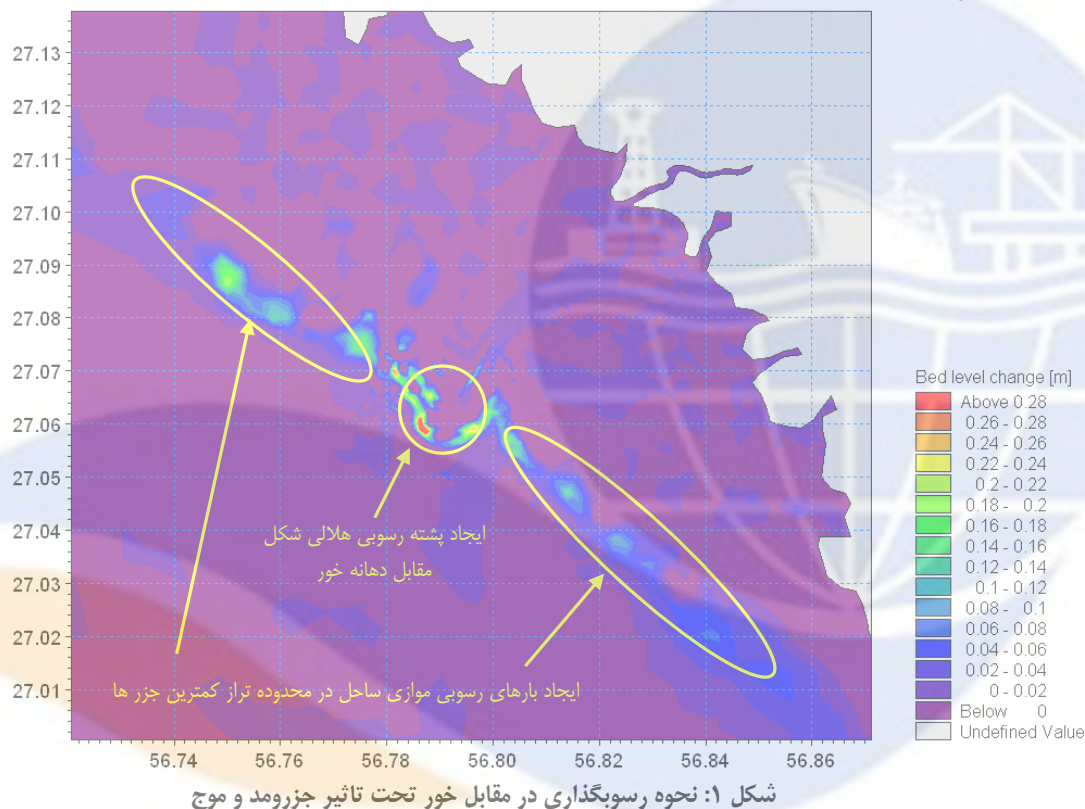 27.13
27.12
27.11
27.10
27.09
27.08
27.07
27.06
27.05
27.04
27.03
27.02
27.01
56.74 56.76 56.78 56.80 56.82 56.84 56.86
ایجاد پشته رسوبی هلالی شکل
مقابل دهانه خور
ایجاد بارهای رسوبی موازی ساحل در محدوده تراز کمترین جزر ها
Bed level change [m]
Above 0.28
0.26 - 0.28
0.24 - 0.26
0.22 - 0.24
0.2 - 0.22
0.18 - 0.2
0.16 - 0.18
0.14 - 0.16
0.12 - 0.14
0.1 - 0.12
0.08 - 0.1
0.06 - 0.08
0.04 - 0.06
0.02 - 0.04
0 - 0.02
Below 0
Undefined Value
شکل ۱: نحوه رسوبگذاری در مقابل خور تحت تاثیر جزرومد و موج